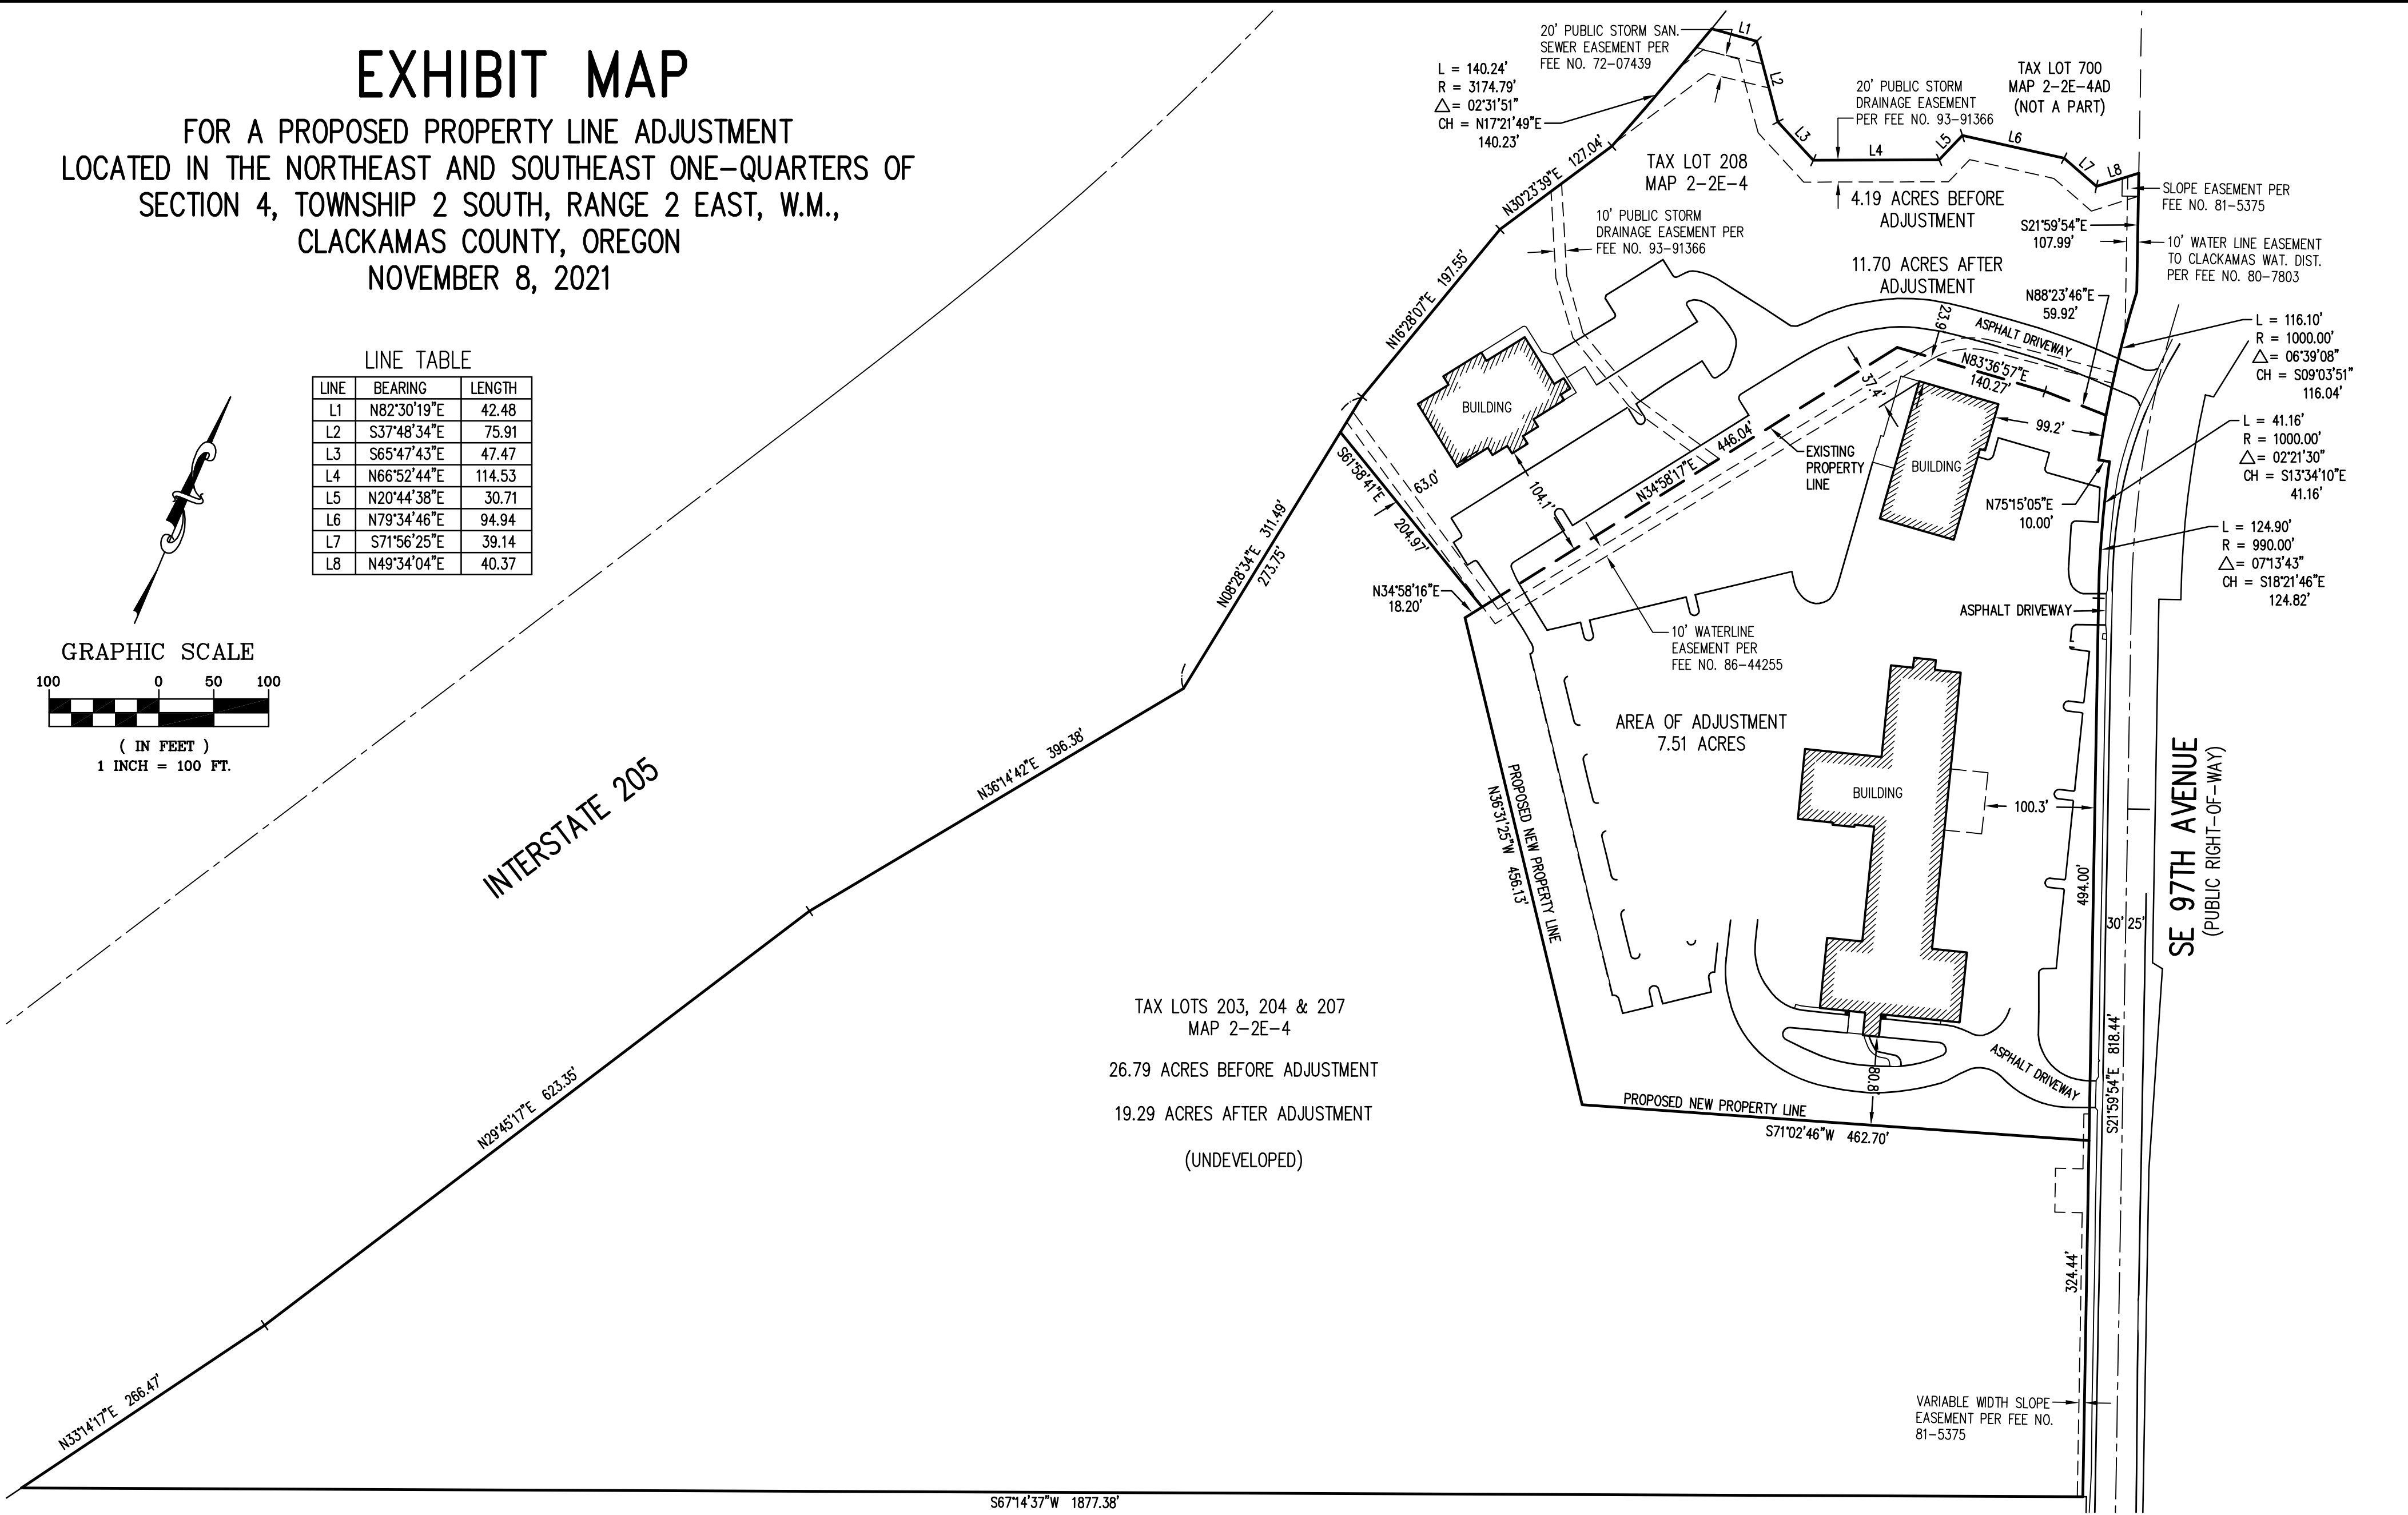 EXHIBIT MAP
FOR A PROPOSED PROPERTY LINE ADJUSTMENT
LOCATED IN THE NORTHEAST AND SOUTHEAST ONE-QUARTERS OF
SECTION 4, TOWNSHIP 2 SOUTH, RANGE 2 EAST, W.M.,
CLACKAMAS COUNTY, OREGON
NOVEMBER 8, 2021
LINE TABLE
LINE BEARING LENGTH
L1 N82°30'19"E 42.48
L2 S37°48'34"E 75.91
L3 S65°47'43"E 47.47
L4 N66°52'44"E 114.53
L5 N20°44'38"E 30.71
L6 N79°34'46"E 94.94
L7 S71°56'25"E 39.14
L8 N49°34'04"E 40.37
GRAPHIC SCALE
100 0 50 100
( IN FEET )
1 INCH = 100 FT.
INTERSTATE 205
20' PUBLIC STORM SAN.
SEWER EASEMENT PER
FEE NO. 72-07439
L = 140.24'
R = 3174.79'
△= 02°31'51"
CH = N17°21'49"E
140.23'
L1
L2
L3
L4
L5
L6
L7
L8
20' PUBLIC STORM
DRAINAGE EASEMENT
PER FEE NO. 93-91366
TAX LOT 700
MAP 2-2E-4AD
(NOT A PART)
TAX LOT 208
MAP 2-2E-4
4.19 ACRES BEFORE
ADJUSTMENT
11.70 ACRES AFTER
ADJUSTMENT
SLOPE EASEMENT PER
FEE NO. 81-5375
S21°59'54"E
107.99'
10' WATER LINE EASEMENT
TO CLACKAMAS WAT. DIST.
PER FEE NO. 80-7803
10' PUBLIC STORM
DRAINAGE EASEMENT PER
FEE NO. 93-91366
N30°23'39"E 127.04'
N16°28'07"E 197.55'
N88°23'46"E
59.92'
L = 116.10'
R = 1000.00'
△= 06°39'08"
CH = S09°03'51"
116.04'
ASPHALT DRIVEWAY
23.9'
N83°36'57"E
140.27'
37.4'
BUILDING
99.2'
L = 41.16'
R = 1000.00'
△= 02°21'30"
CH = S13°34'10"E
41.16'
EXISTING
PROPERTY
LINE
BUILDING
N34°58'17"E 446.04'
104.1'
63.0'
S61°58'41"E
204.97'
N75°15'05"E
10.00'
L = 124.90'
R = 990.00'
△= 07°13'43"
CH = S18°21'46"E
124.82'
N08°28'34"E 311.49'
273.75'
N34°58'16"E
18.20'
ASPHALT DRIVEWAY
10' WATERLINE
EASEMENT PER
FEE NO. 86-44255
AREA OF ADJUSTMENT
7.51 ACRES
N36°14'42"E 396.38'
PROPOSED NEW PROPERTY LINE
N36°31'25"W 456.13'
BUILDING
100.3'
494.00'
30' 25'
SE 97TH AVENUE
(PUBLIC RIGHT-OF-WAY)
TAX LOTS 203, 204 & 207
MAP 2-2E-4
26.79 ACRES BEFORE ADJUSTMENT
19.29 ACRES AFTER ADJUSTMENT
(UNDEVELOPED)
ASPHALT DRIVEWAY
80.8'
S21°59'54"E 818.44'
PROPOSED NEW PROPERTY LINE
S71°02'46"W 462.70'
N29°45'17"E 623.35'
324.44'
N33°14'17"E 266.47'
VARIABLE WIDTH SLOPE
EASEMENT PER FEE NO.
81-5375
S67°14'37"W 1877.38'